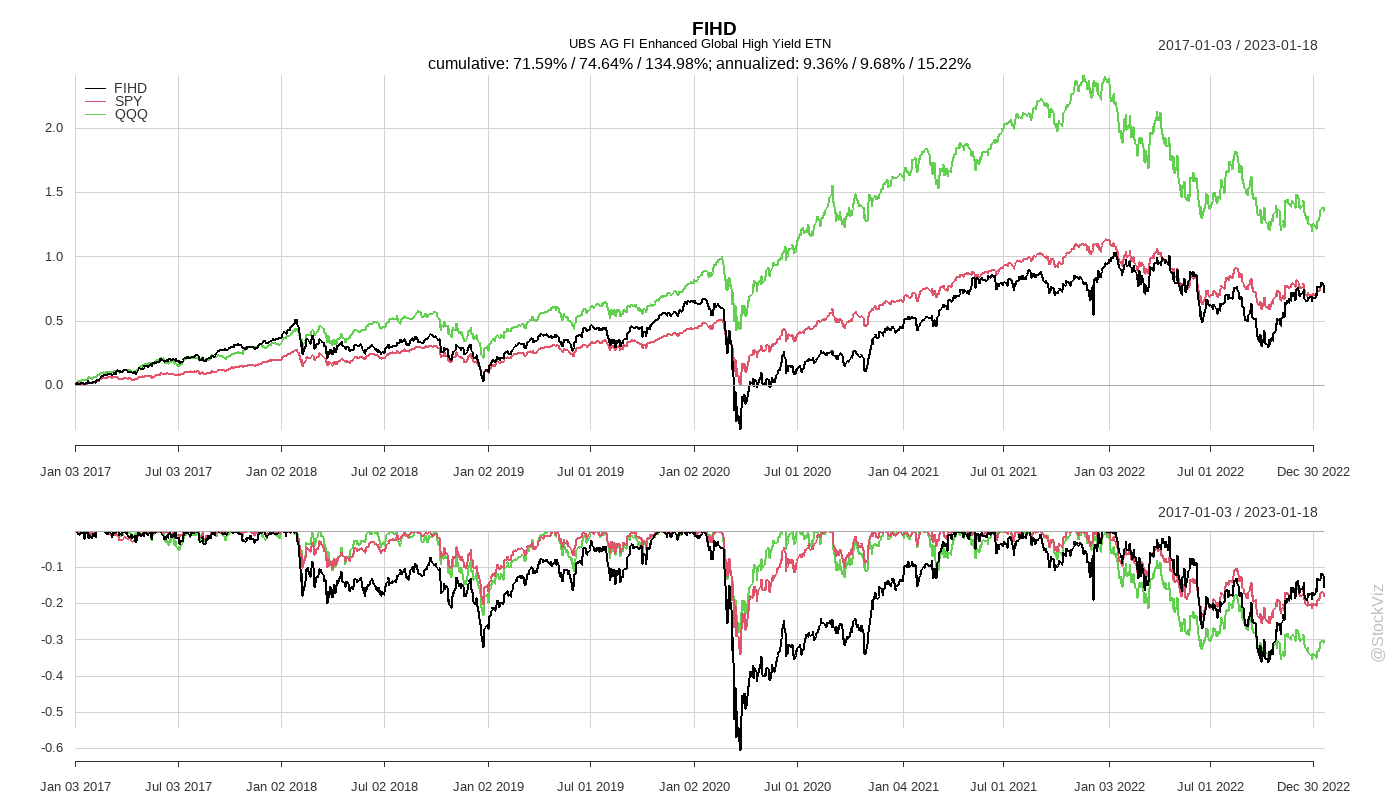 FIHD
UBS AG FI Enhanced Global High Yield ETN
2017-01-03 / 2023-01-18
cumulative: 71.59% / 74.64% / 134.98%; annualized: 9.36% / 9.68% / 15.22%
FIHD
SPY
QQQ
2.0
1.5
1.0
0.5
0.0
Jan 03 2017 Jul 03 2017 Jan 02 2018 Jul 02 2018 Jan 02 2019 Jul 01 2019 Jan 02 2020 Jul 01 2020 Jan 04 2021 Jul 01 2021 Jan 03 2022 Jul 01 2022 Dec 30 2022
2017-01-03 / 2023-01-18
-0.1
-0.2
-0.3
-0.4
-0.5
-0.6
Jan 03 2017 Jul 03 2017 Jan 02 2018 Jul 02 2018 Jan 02 2019 Jul 01 2019 Jan 02 2020 Jul 01 2020 Jan 04 2021 Jul 01 2021 Jan 03 2022 Jul 01 2022 Dec 30 2022
@StockViz